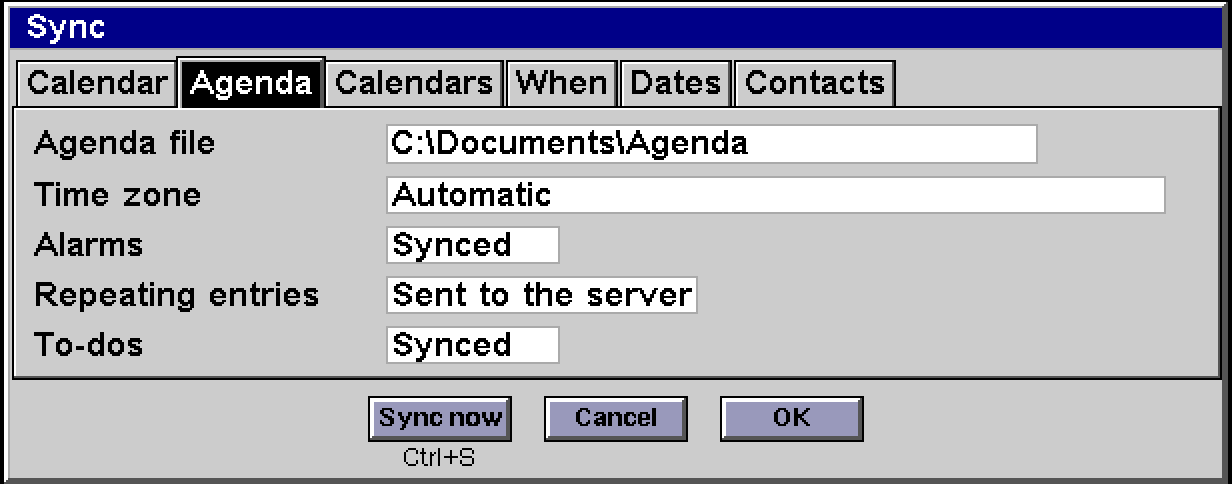 Sync
Calendar Agenda Calendars When Dates Contacts
Agenda file C:\Documents\Agenda
Time zone Automatic
Alarms Synced
Repeating entries Sent to the server
To-dos Synced
Sync now Cancel OK
Ctrl+S